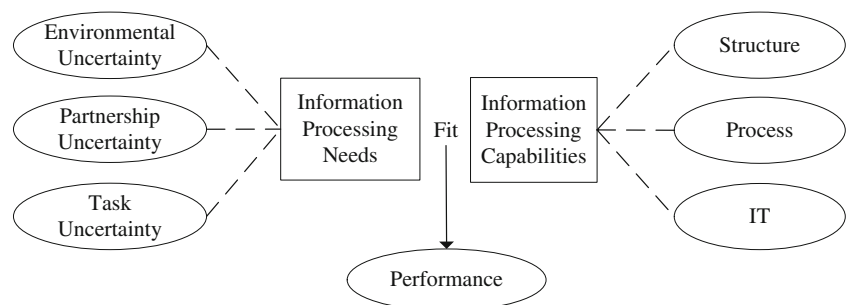 Environmental
Uncertainty
Partnership
Uncertainty
Task
Uncertainty
Information
Processing
Needs
Fit
Information
Processing
Capabilities
Structure
Process
IT
Performance